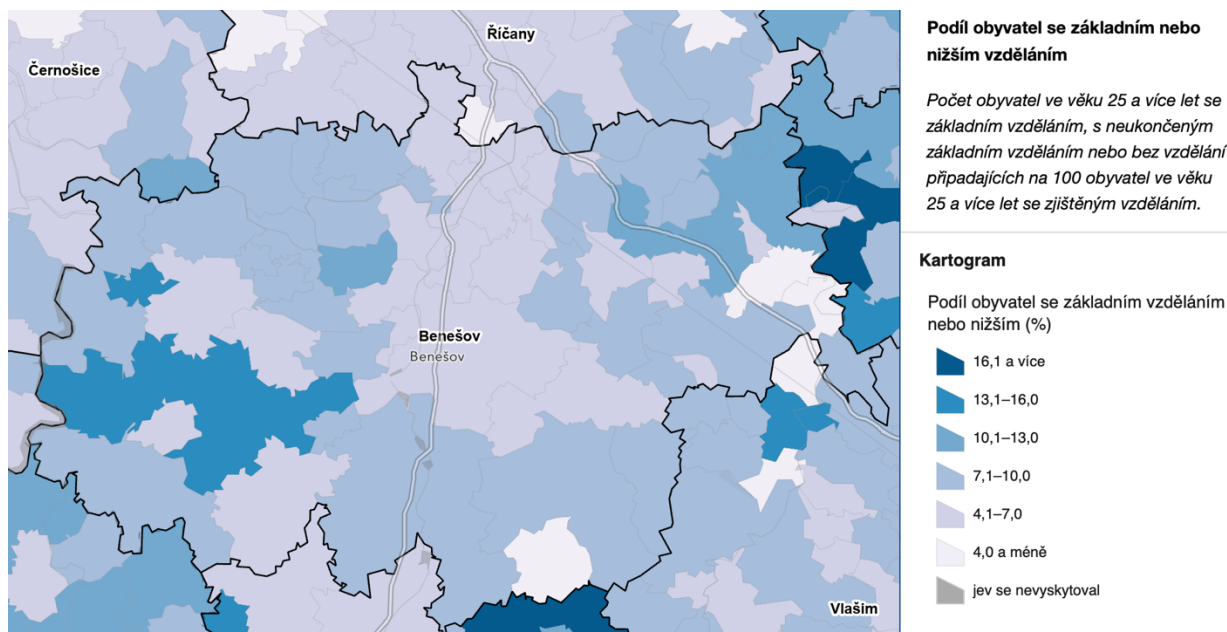 Říčany
Černošice
Benešov
Benešov
Vlašim
Podíl obyvatel se základním nebo
nižším vzděláním
Počet obyvatel ve věku 25 a více let se
základním vzděláním, s neukončeným
základním vzděláním nebo bez vzdělání
připadajících na 100 obyvatel ve věku
25 a více let se zjištěným vzděláním.
Kartogram
Podíl obyvatel se základním vzděláním
nebo nižším (%)
16,1 a více
13,1–16,0
10,1–13,0
7,1–10,0
4,1–7,0
4,0 a méně
jev se nevyskytoval